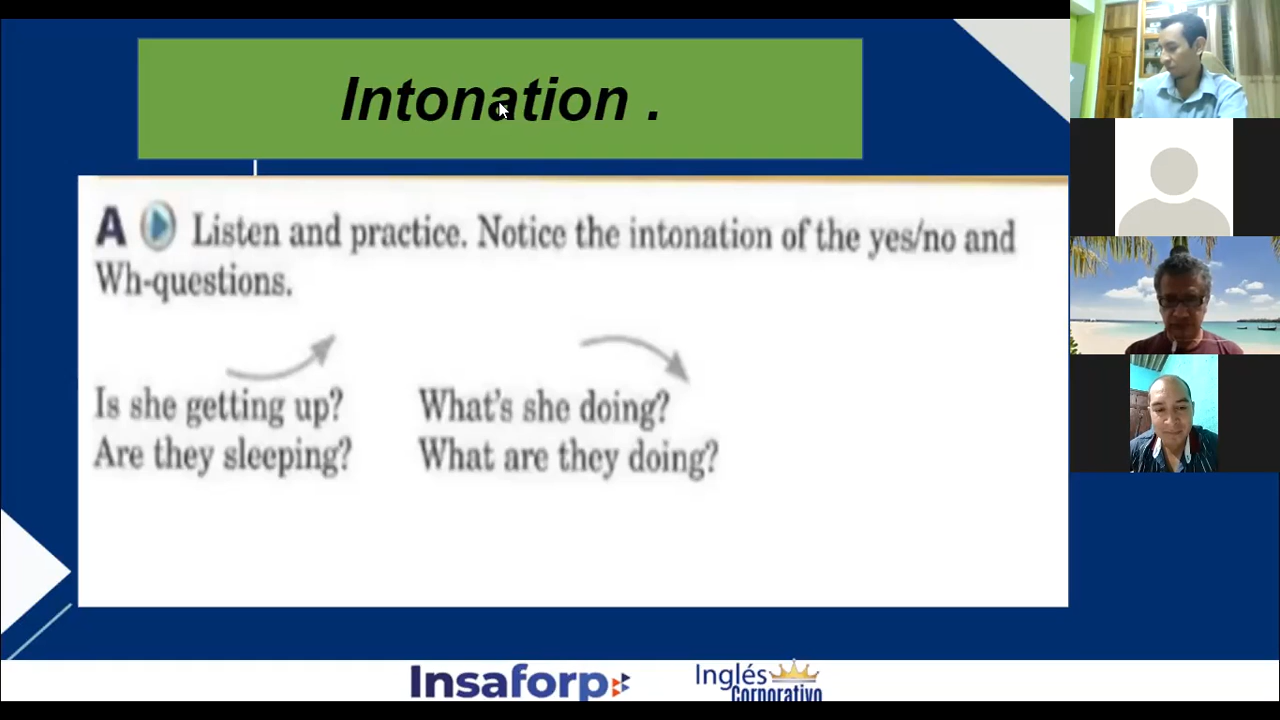 Intonation .
A Listen and practice. Notice the intonation of the yes/no and
Wh-questions.
Is she getting up? What's she doing?
Are they sleeping? What are they doing?
Insaforp
Inglés
Corporativo